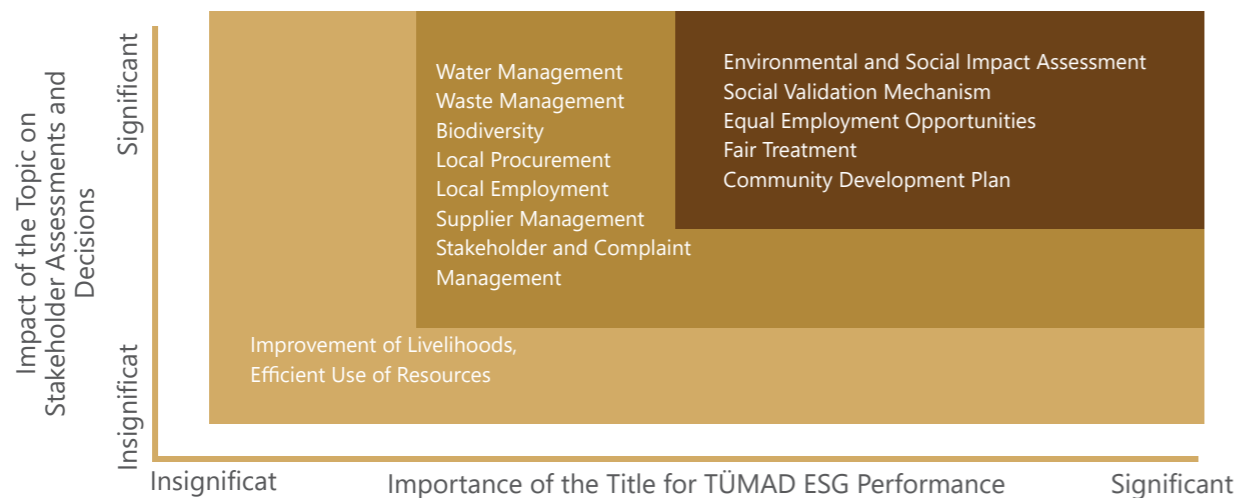 Impact of the Topic on
Stakeholder Assessments and
Decisions
Significant
Insignificat
Water Management
Waste Management
Biodiversity
Local Procurement
Local Employment
Supplier Management
Stakeholder and Complaint
Management
Environmental and Social Impact Assessment
Social Validation Mechanism
Equal Employment Opportunities
Fair Treatment
Community Development Plan
Improvement of Livelihoods,
Efficient Use of Resources
Insignificat
Importance of the Title for TÜMAD ESG Performance
Significant